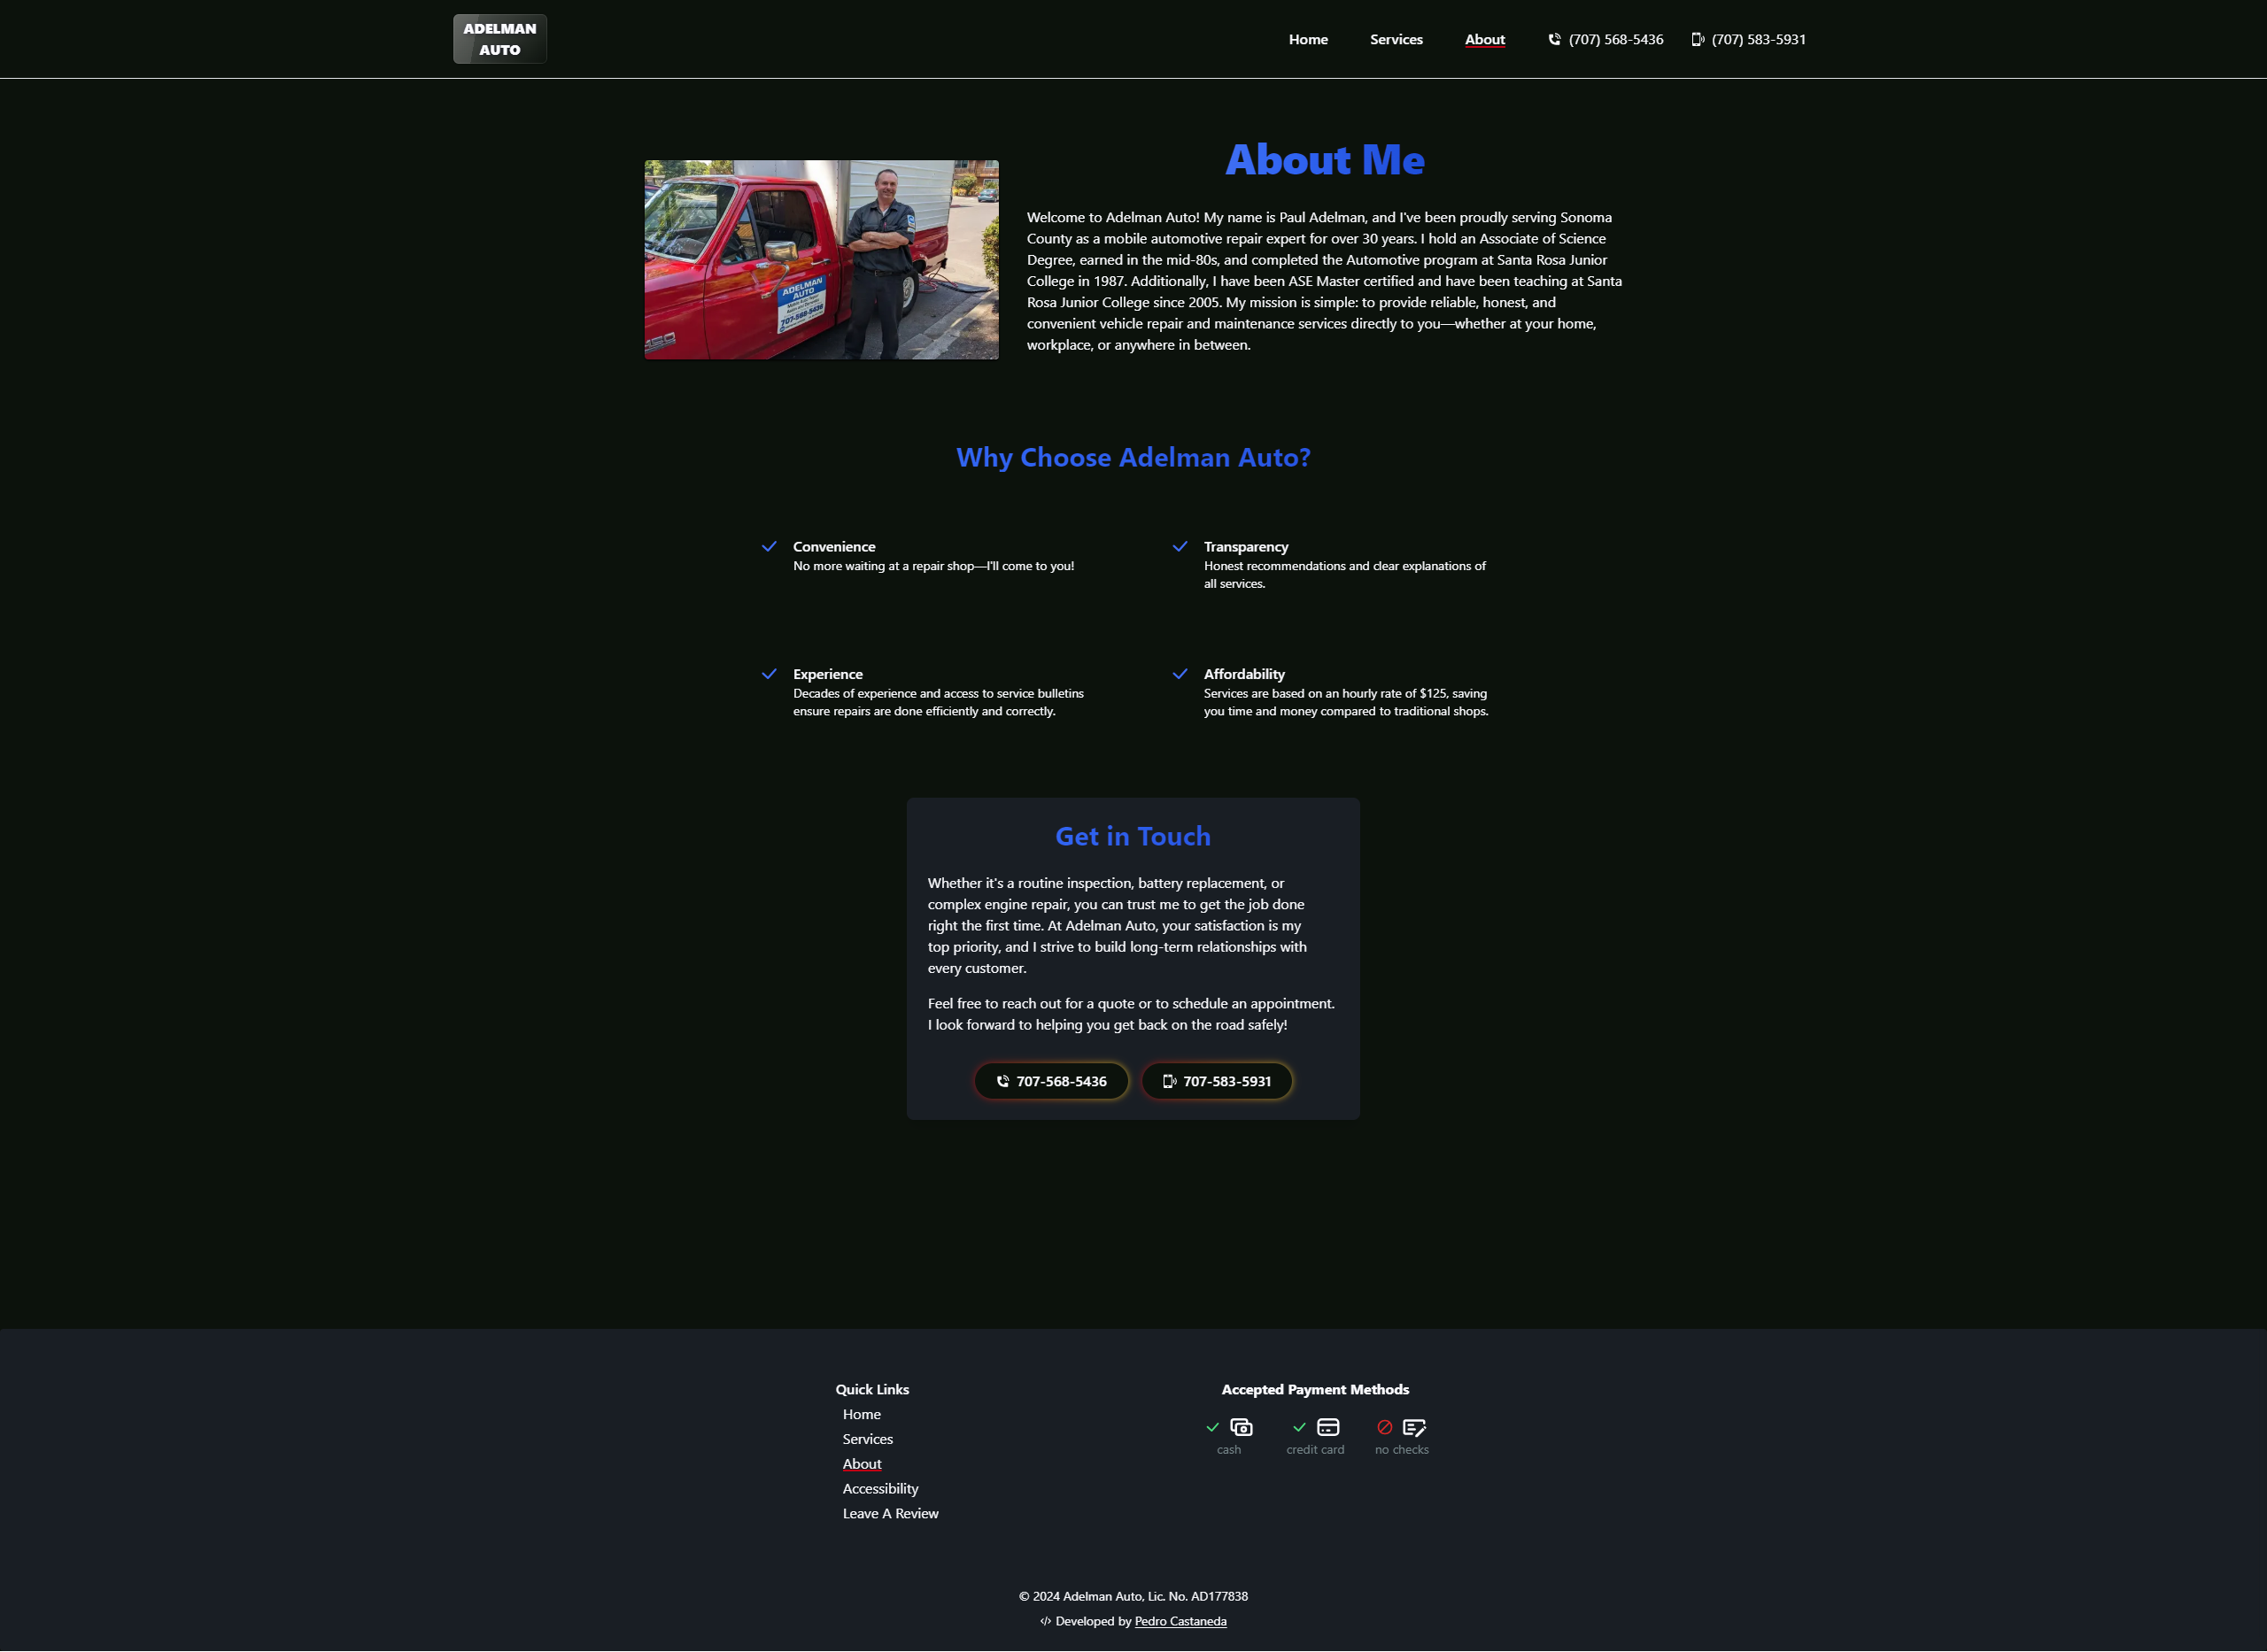 ADELMAN
AUTO
Home
Services
About
(707) 568-5436
(707) 583-5931
About Me
ADELMAN
AUTO
707-568-5436
Welcome to Adelman Auto! My name is Paul Adelman, and I've been proudly serving Sonoma
County as a mobile automotive repair expert for over 30 years. I hold an Associate of Science
Degree, earned in the mid-80s, and completed the Automotive program at Santa Rosa Junior
College in 1987. Additionally, I have been ASE Master certified and have been teaching at Santa
Rosa Junior College since 2005. My mission is simple: to provide reliable, honest, and
convenient vehicle repair and maintenance services directly to you—whether at your home,
workplace, or anywhere in between.
Why Choose Adelman Auto?
Convenience
No more waiting at a repair shop—I'll come to you!
Transparency
Honest recommendations and clear explanations of
all services.
Experience
Decades of experience and access to service bulletins
ensure repairs are done efficiently and correctly.
Affordability
Services are based on an hourly rate of $125, saving
you time and money compared to traditional shops.
Get in Touch
Whether it's a routine inspection, battery replacement, or
complex engine repair, you can trust me to get the job done
right the first time. At Adelman Auto, your satisfaction is my
top priority, and I strive to build long-term relationships with
every customer.
Feel free to reach out for a quote or to schedule an appointment.
I look forward to helping you get back on the road safely!
707-568-5436
707-583-5931
Quick Links
Home
Services
About
Accessibility
Leave A Review
Accepted Payment Methods
cash
credit card
no checks
© 2024 Adelman Auto, Lic. No. AD177838
Developed by Pedro Castaneda